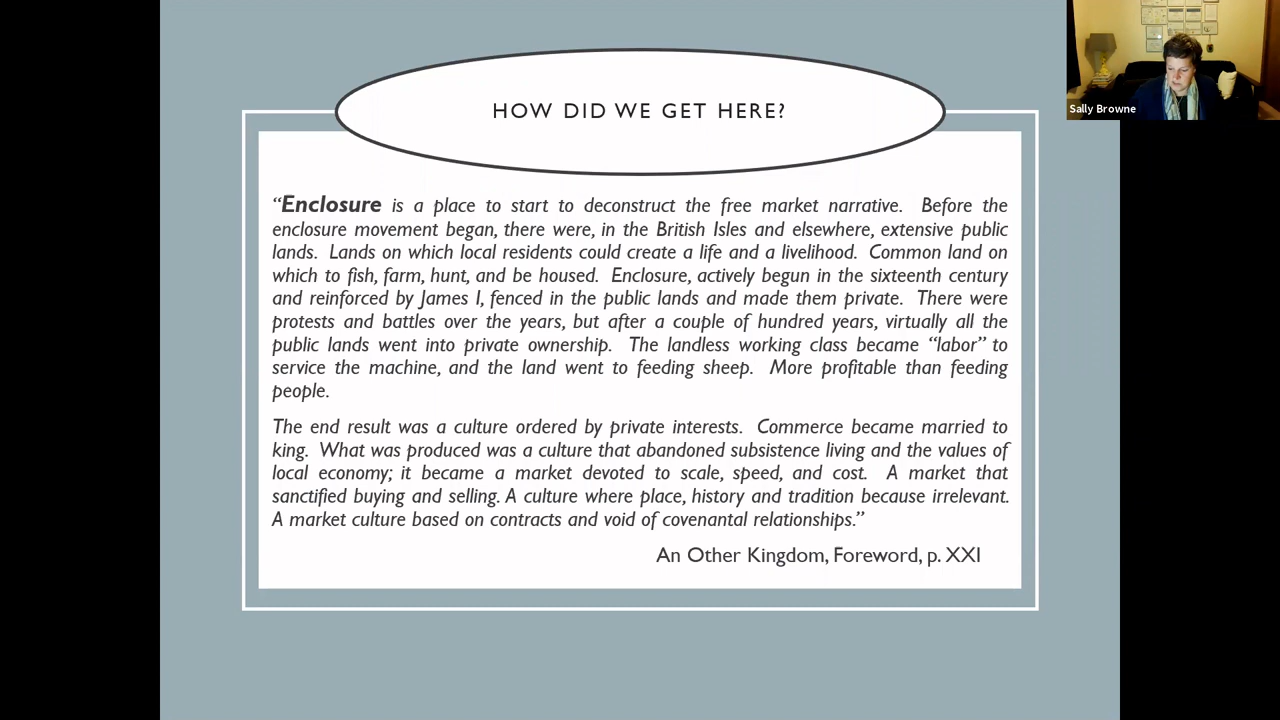 HOW DID WE GET HERE?
Sally Browne
“Enclosure is a place to start to deconstruct the free market narrative. Before the
enclosure movement began, there were, in the British Isles and elsewhere, extensive public
lands. Lands on which local residents could create a life and a livelihood. Common land on
which to fish, farm, hunt, and be housed. Enclosure, actively begun in the sixteenth century
and reinforced by James I, fenced in the public lands and made them private. There were
protests and battles over the years, but after a couple of hundred years, virtually all the
public lands went into private ownership. The landless working class became “labor” to
service the machine, and the land went to feeding sheep. More profitable than feeding
people.
The end result was a culture ordered by private interests. Commerce became married to
king. What was produced was a culture that abandoned subsistence living and the values of
local economy; it became a market devoted to scale, speed, and cost. A market that
sanctified buying and selling. A culture where place, history and tradition because irrelevant.
A market culture based on contracts and void of covenantal relationships.”
An Other Kingdom, Foreword, p. XXI